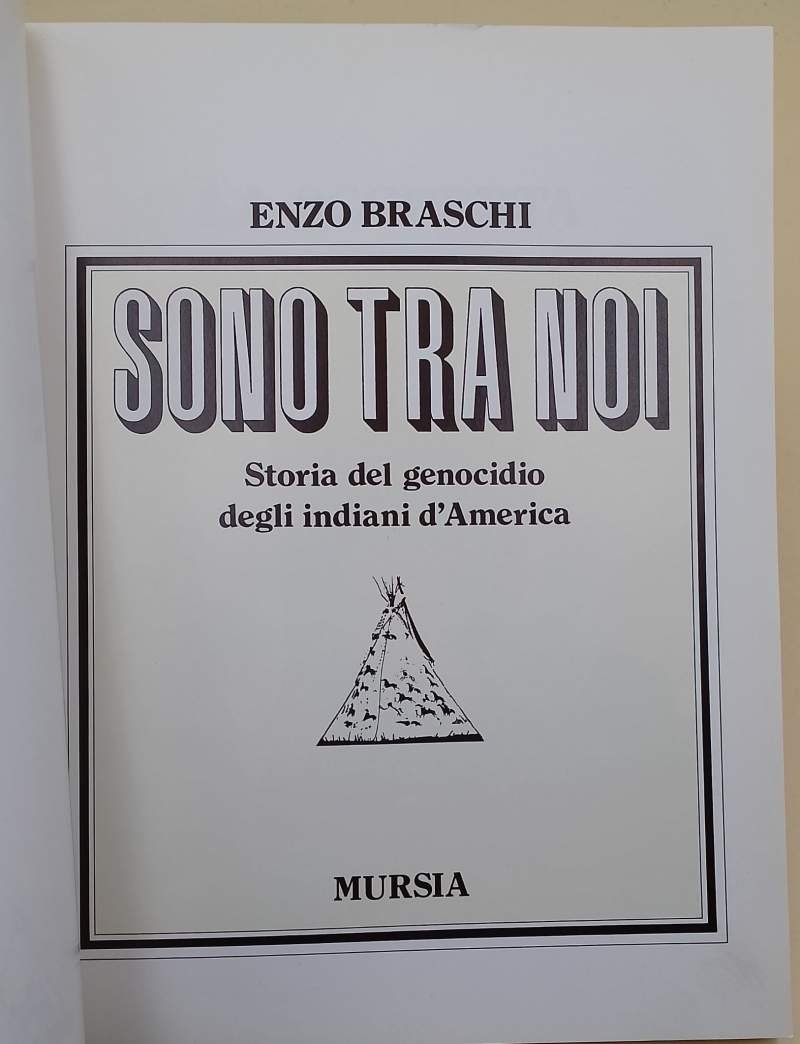 ENZO BRASCHI
SONO TRA NOI
Storia del genocidio
degli indiani d'America
MURSIA